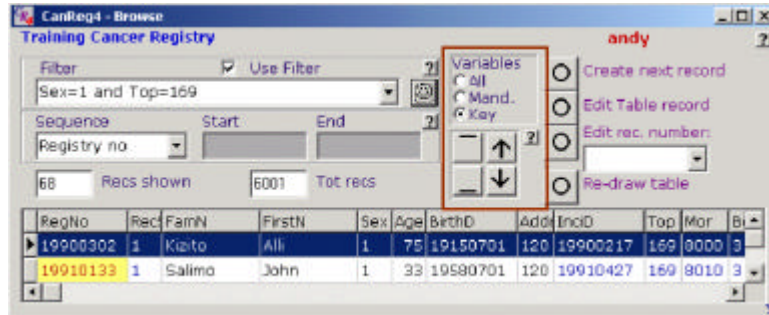 CanReg4 - Browse
Training Cancer Registry
andy
?
Filter
Use Filter
?
Sex=1 and Top=169
Sequence
Start
End
?
Registry no
68
Recs shown
6001
Tot recs
Variables
All
Mand.
Key
?
Create next record
Edit Table record
Edit rec. number:
Re-draw table
RegNo RecS FamN FirstN Sex Age BirthD Addr InciD Top Mor
19900302 1 Kizito Alli 1 75 19150701 120 19900217 169 8000 3
19910133 1 Salimo John 1 33 19580701 120 19910427 169 8010 3